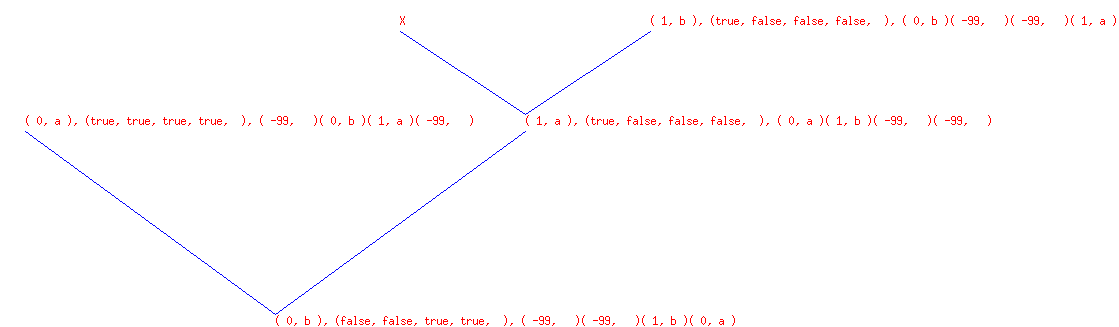 X
( 1, b ), (true, false, false, false,  ), ( 0, b )( -99,   )( -99,   )( 1, a )
( 0, a ), (true, true, true, true,  ), ( -99,   )( 0, b )( 1, a )( -99,   )
( 1, a ), (true, false, false, false,  ), ( 0, a )( 1, b )( -99,   )( -99,   )
( 0, b ), (false, false, true, true,  ), ( -99,   )( -99,   )( 1, b )( 0, a )